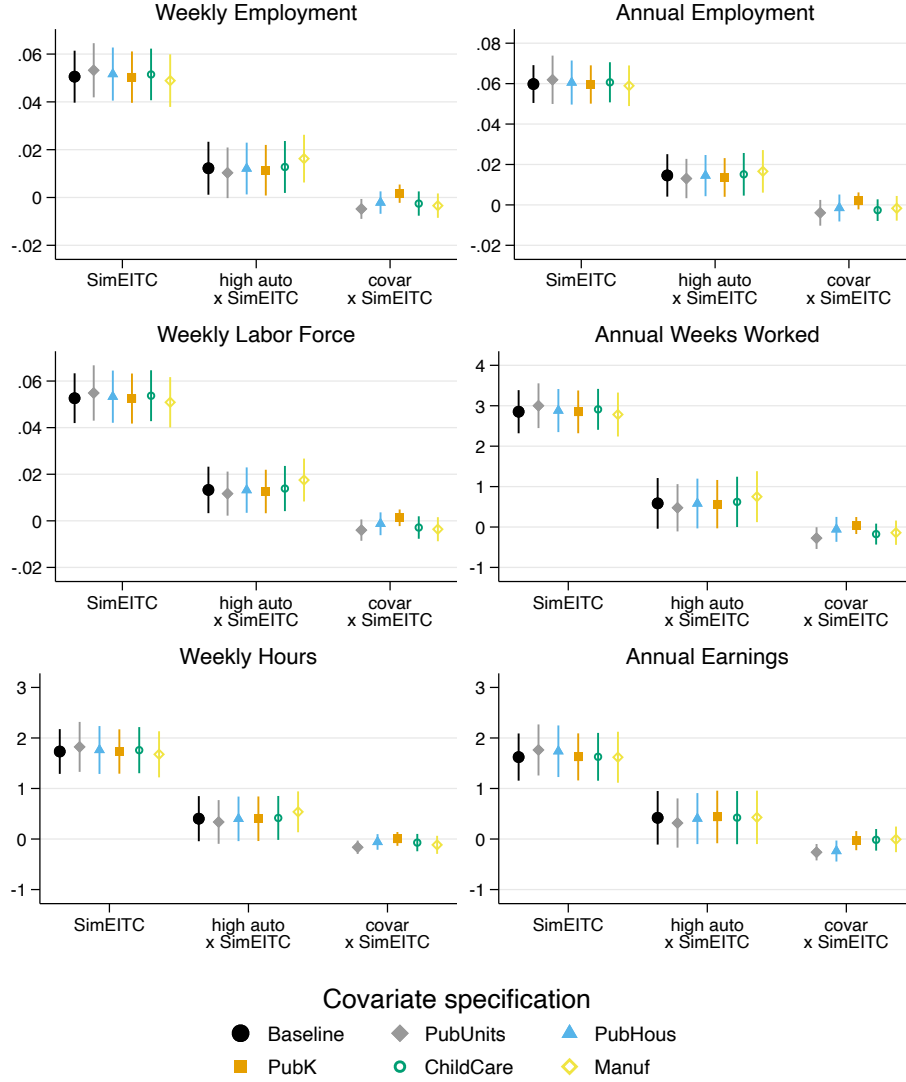 Weekly Employment
.06
.04
.02
0
-.02
SimEITC
high auto
x SimEITC
covar
x SimEITC
Annual Employment
.08
.06
.04
.02
0
-.02
SimEITC
high auto
x SimEITC
covar
x SimEITC
Weekly Labor Force
.06
.04
.02
0
-.02
SimEITC
high auto
x SimEITC
covar
x SimEITC
Annual Weeks Worked
4
3
2
1
0
-1
SimEITC
high auto
x SimEITC
covar
x SimEITC
Weekly Hours
3
2
1
0
-1
SimEITC
high auto
x SimEITC
covar
x SimEITC
Annual Earnings
3
2
1
0
-1
SimEITC
high auto
x SimEITC
covar
x SimEITC
Covariate specification
Baseline PubUnits PubHous
PubK ChildCare Manuf